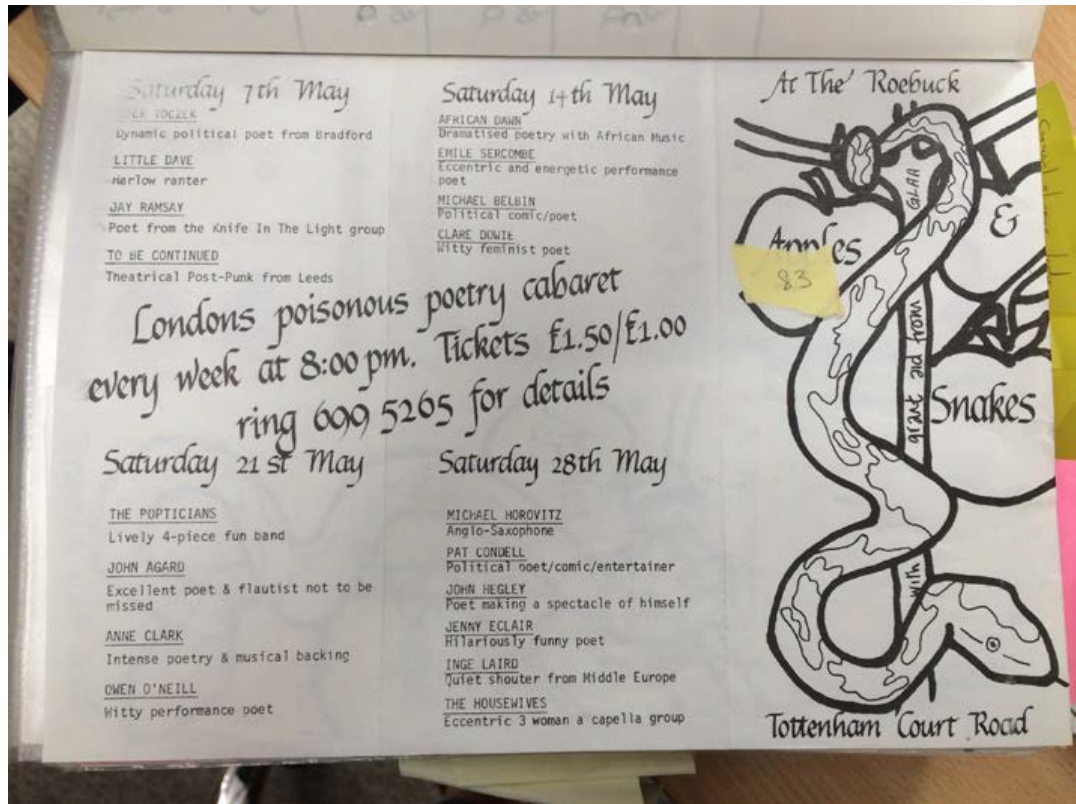 Saturday 7th May
Dynamic political poet from Bradford
LITTLE DAVE
Harlow ranter
JAY RAMSAY
Poet from the Knife In The Light group
TO BE CONTINUED
Theatrical Post-Punk from Leeds
Saturday 14th May
AFRICAN DAWN
Dramatised poetry with African Music
EMILE SERCOMBE
Eccentric and energetic performance
poet
MICHAEL BELBIN
Political comic/poet
CLARE DOWIE
Witty feminist poet
Londons poisonous poetry cabaret
every week at 8:00 pm. Tickets £1.50/£1.00
ring 699 5265 for details
Saturday 21st May
THE POPTICIANS
Lively 4-piece fun band
JOHN AGARD
Excellent poet & flautist not to be
missed
ANNE CLARK
Intense poetry & musical backing
OWEN O'NEILL
Witty performance poet
Saturday 28th May
MICHAEL HOROVITZ
Anglo-Saxophone
PAT CONDELL
Political poet/comic/entertainer
JOHN HEGLEY
Poet making a spectacle of himself
JENNY ECLAIR
Hilariously funny poet
INGE LAIRD
Quiet shouter from Middle Europe
THE HOUSEWIVES
Eccentric 3 woman a capella group
At The Roebuck
Apples
&
Snakes
83
with grant aid from GLAA
Tottenham Court Road